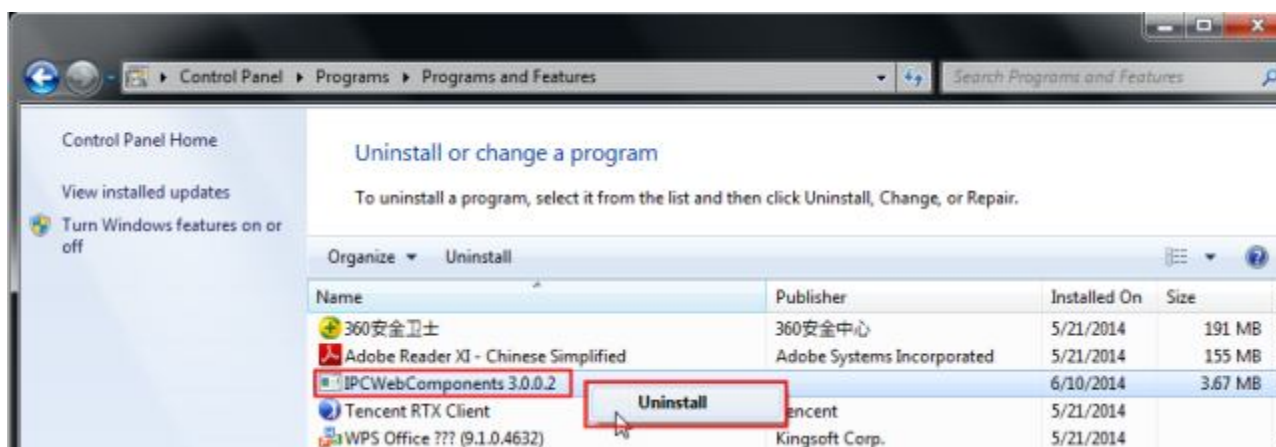 Control Panel ▸ Programs ▸ Programs and Features
Search Programs and Features
Control Panel Home
View installed updates
Turn Windows features on or
off
Uninstall or change a program
To uninstall a program, select it from the list and then click Uninstall, Change, or Repair.
Organize Uninstall
Name Publisher Installed On Size
360安全卫士 360安全中心 5/21/2014 191 MB
Adobe Reader XI - Chinese Simplified Adobe Systems Incorporated 5/21/2014 155 MB
IPCWebComponents 3.0.0.2 6/10/2014 3.67 MB
Uninstall
Tencent RTX Client encent 5/21/2014
WPS Office ??? (9.1.0.4632) Kingsoft Corp. 5/21/2014